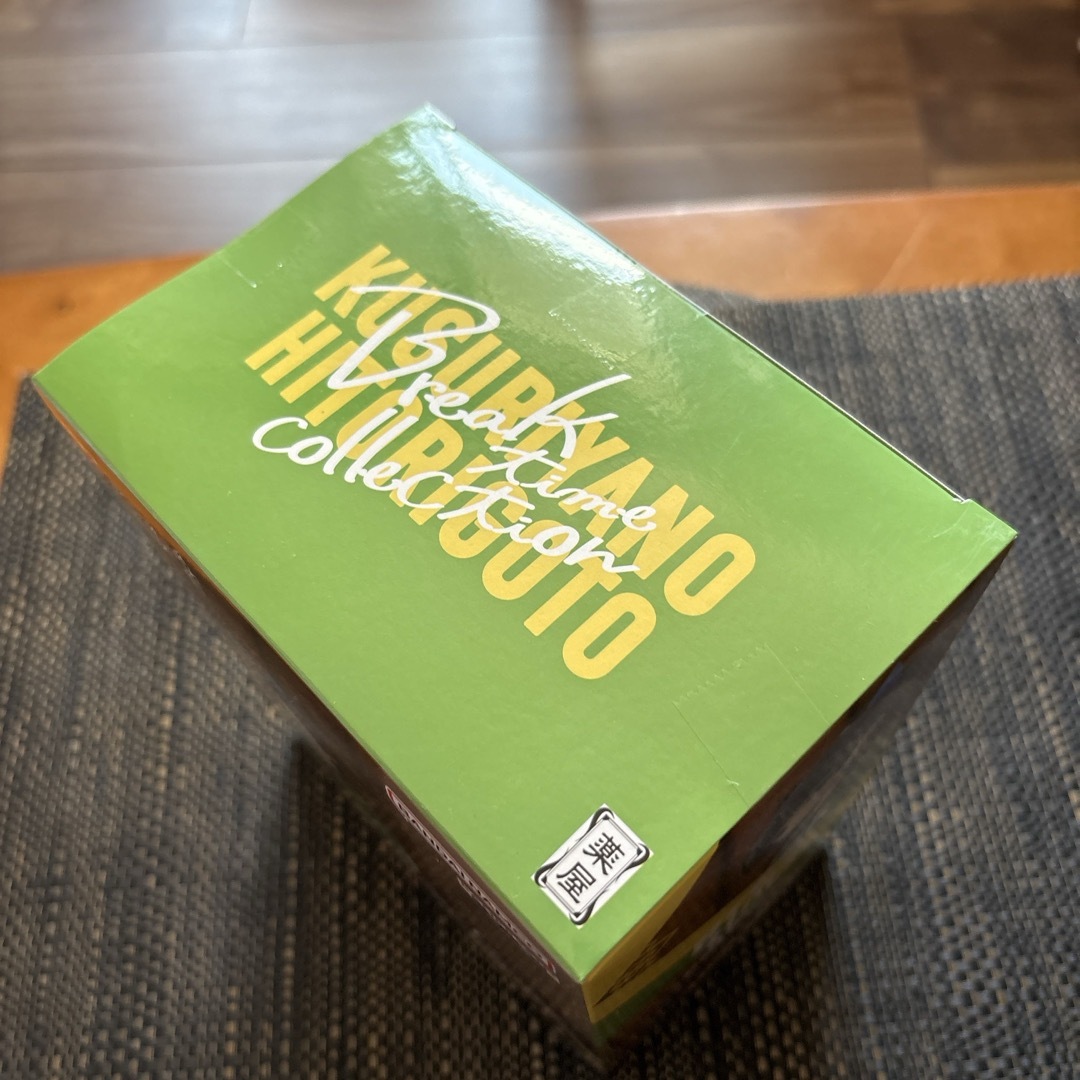 KUSURIYANO
HITORIGOTO
Break time
collection
薬屋